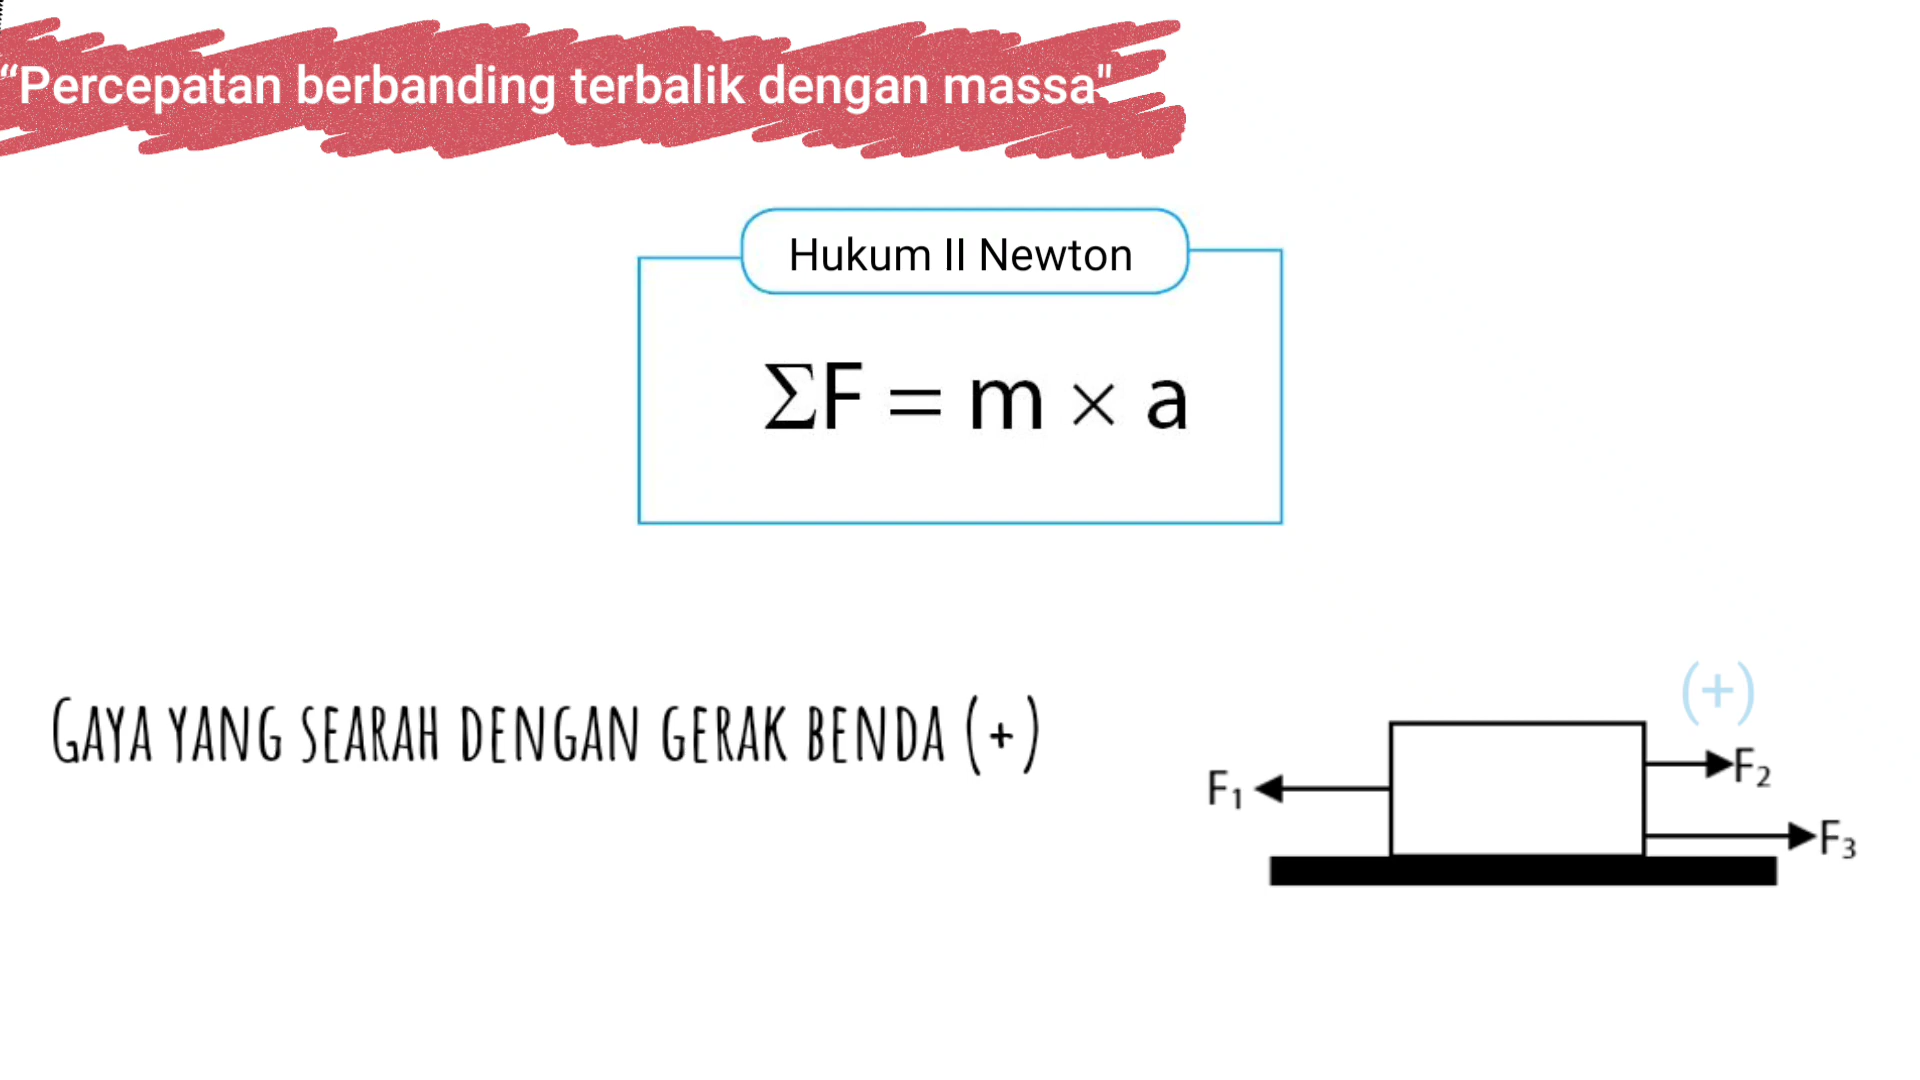 “Percepatan berbanding terbalik dengan massa"
Hukum II Newton
ΣF = m × a
GAYA YANG SEARAH DENGAN GERAK BENDA (+)
(+)
F₁
F₂
F₃